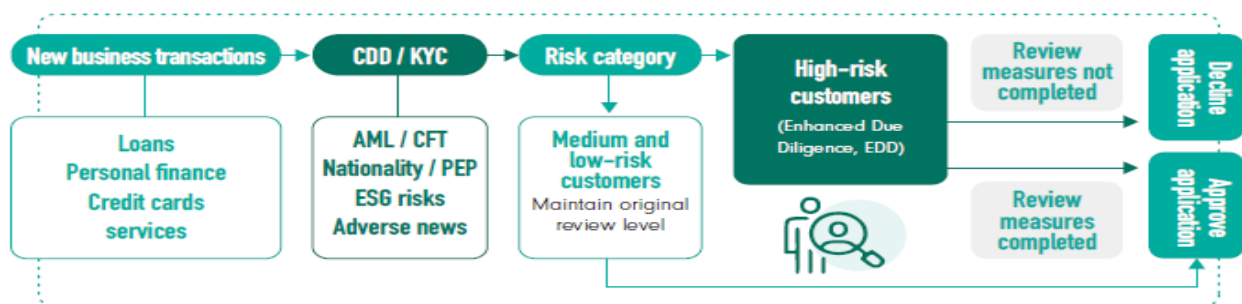 New business transactions
Loans
Personal finance
Credit cards
services
CDD / KYC
AML / CFT
Nationality / PEP
ESG risks
Adverse news
Risk category
Medium and
low-risk
customers
Maintain original
review level
High-risk
customers
(Enhanced Due
Diligence, EDD)
Review
measures not
completed
Decline
application
Review
measures
completed
Approve
application